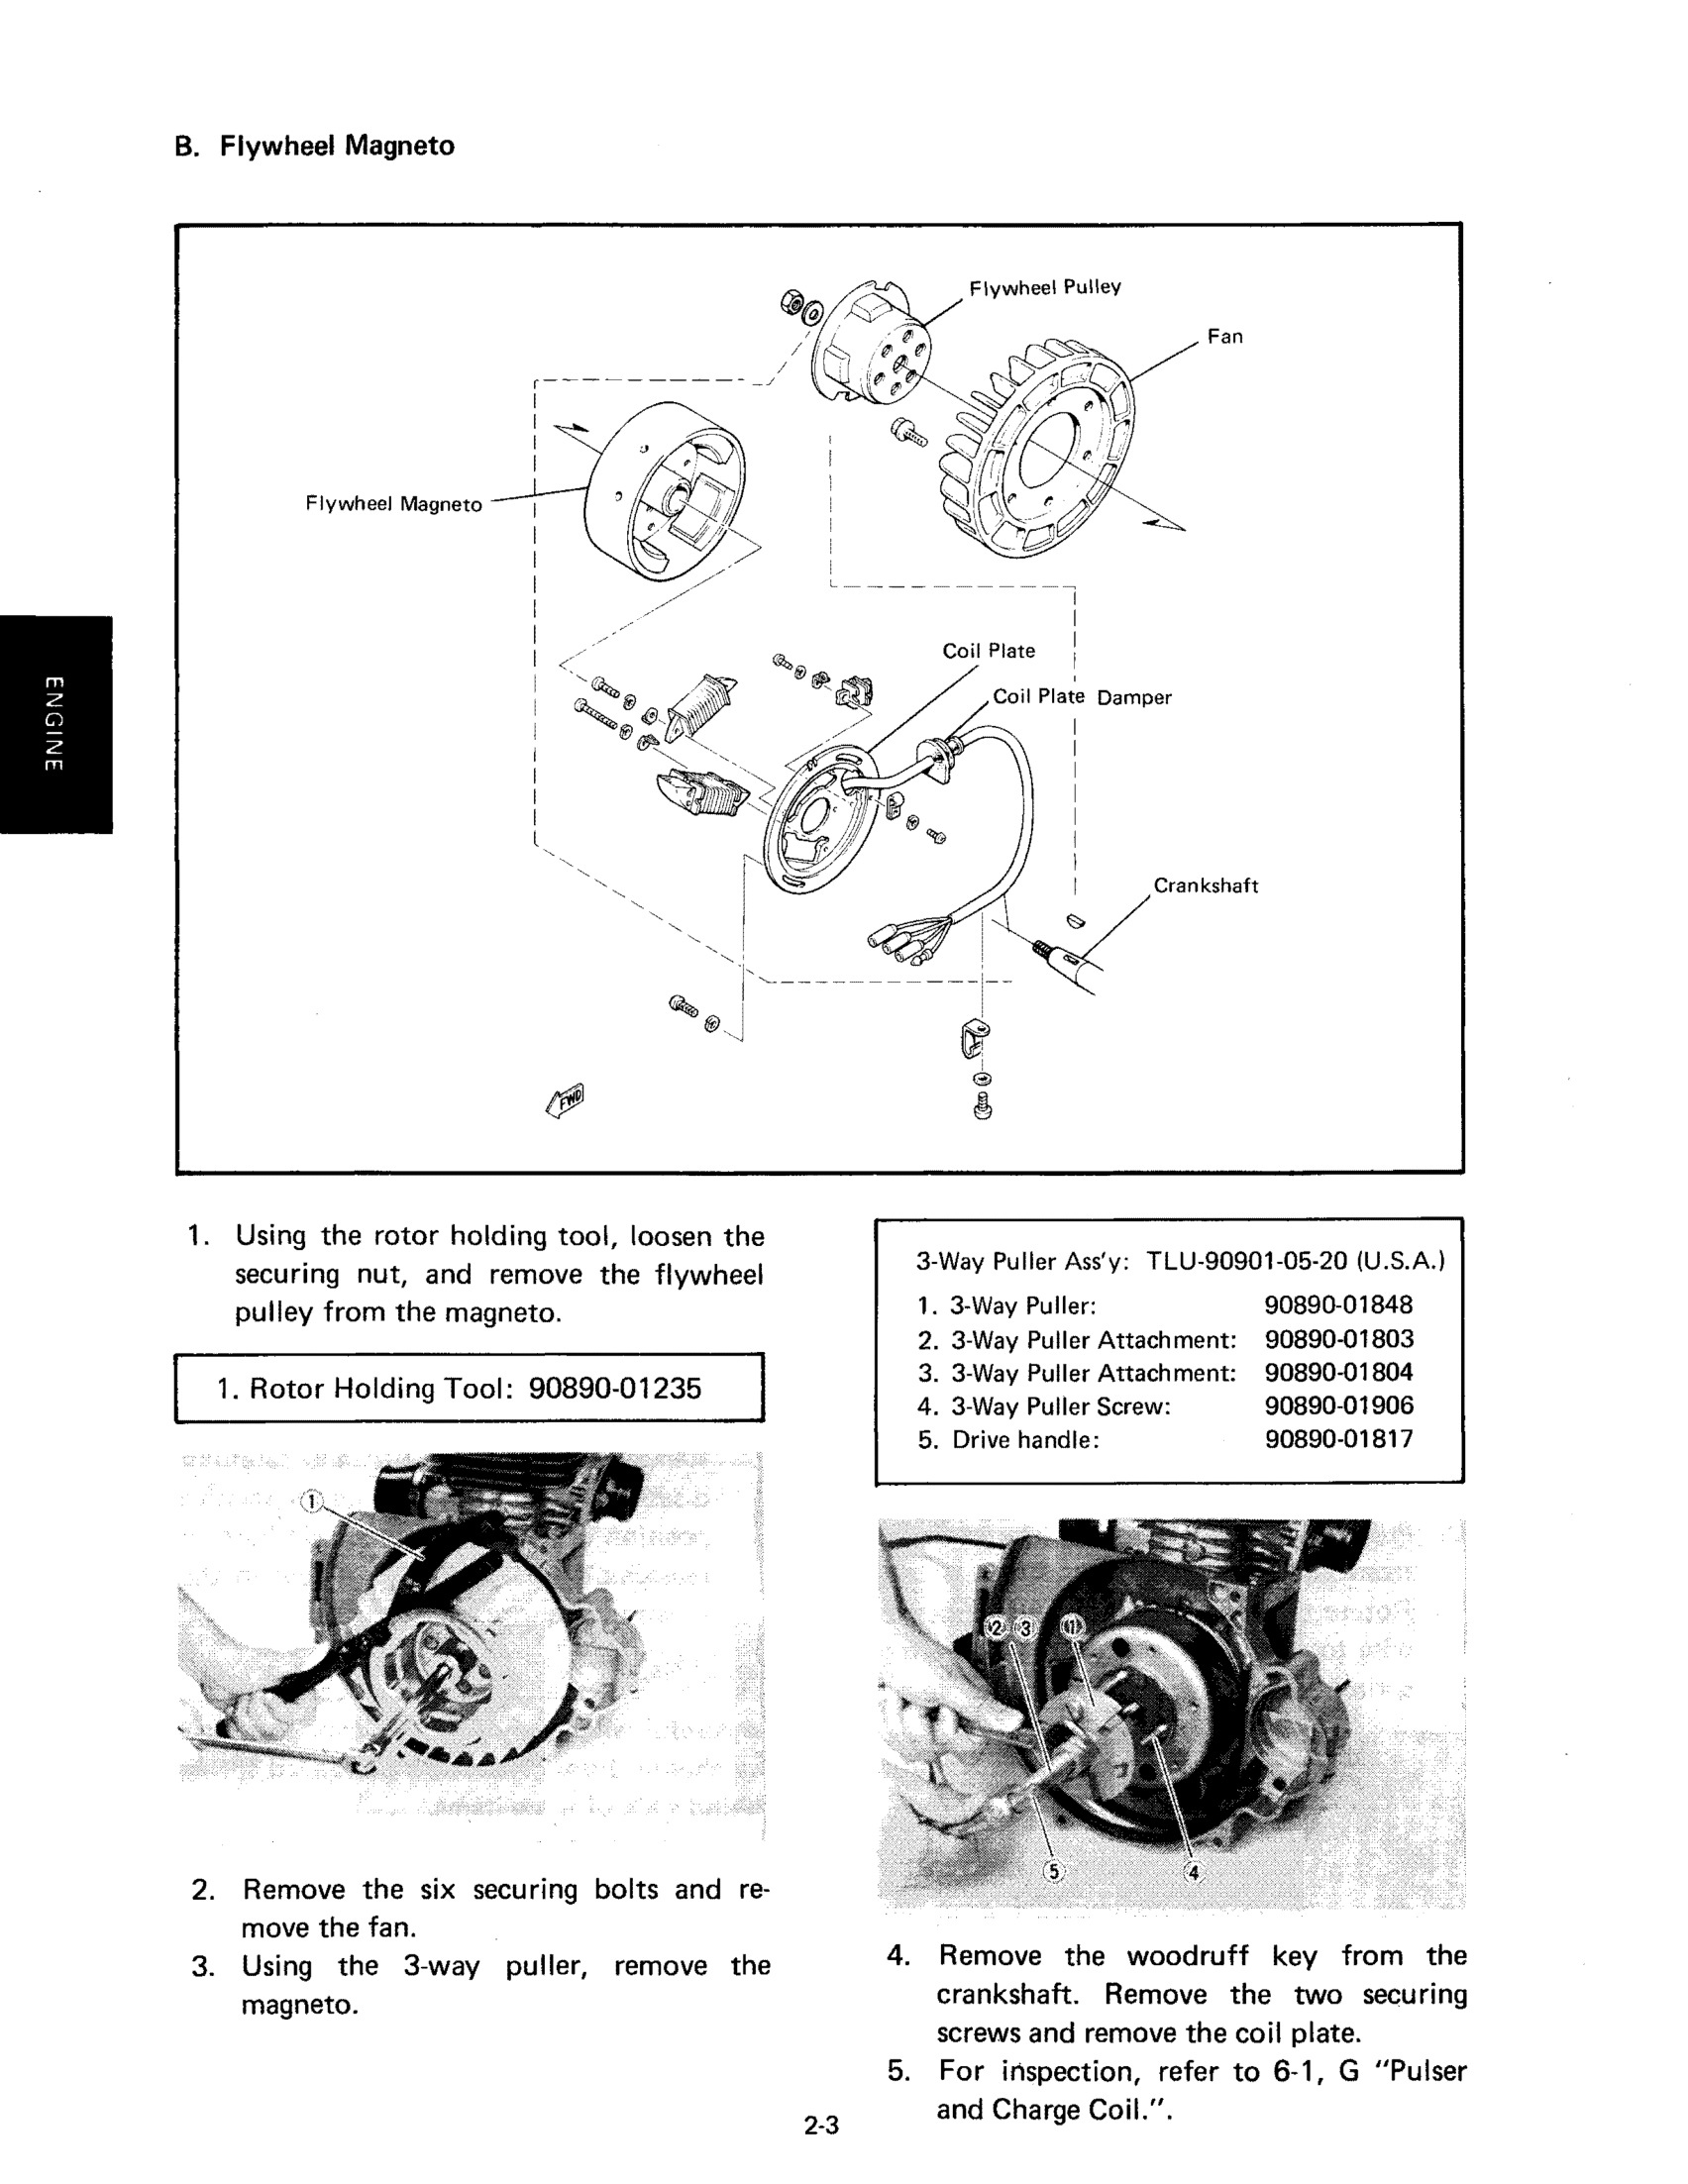 B. Flywheel Magneto
Flywheel Pulley
Fan
Flywheel Magneto
Coil Plate
Coil Plate Damper
Crankshaft
FWD
ENGINE
1. Using the rotor holding tool, loosen the
securing nut, and remove the flywheel
pulley from the magneto.
1. Rotor Holding Tool: 90890-01235
1
2. Remove the six securing bolts and re-
move the fan.
3. Using the 3-way puller, remove the
magneto.
3-Way Puller Ass'y: TLU-90901-05-20 (U.S.A.)
1. 3-Way Puller: 90890-01848
2. 3-Way Puller Attachment: 90890-01803
3. 3-Way Puller Attachment: 90890-01804
4. 3-Way Puller Screw: 90890-01906
5. Drive handle: 90890-01817
2 3 1
5 4
4. Remove the woodruff key from the
crankshaft. Remove the two securing
screws and remove the coil plate.
5. For inspection, refer to 6-1, G "Pulser
and Charge Coil.".
2-3